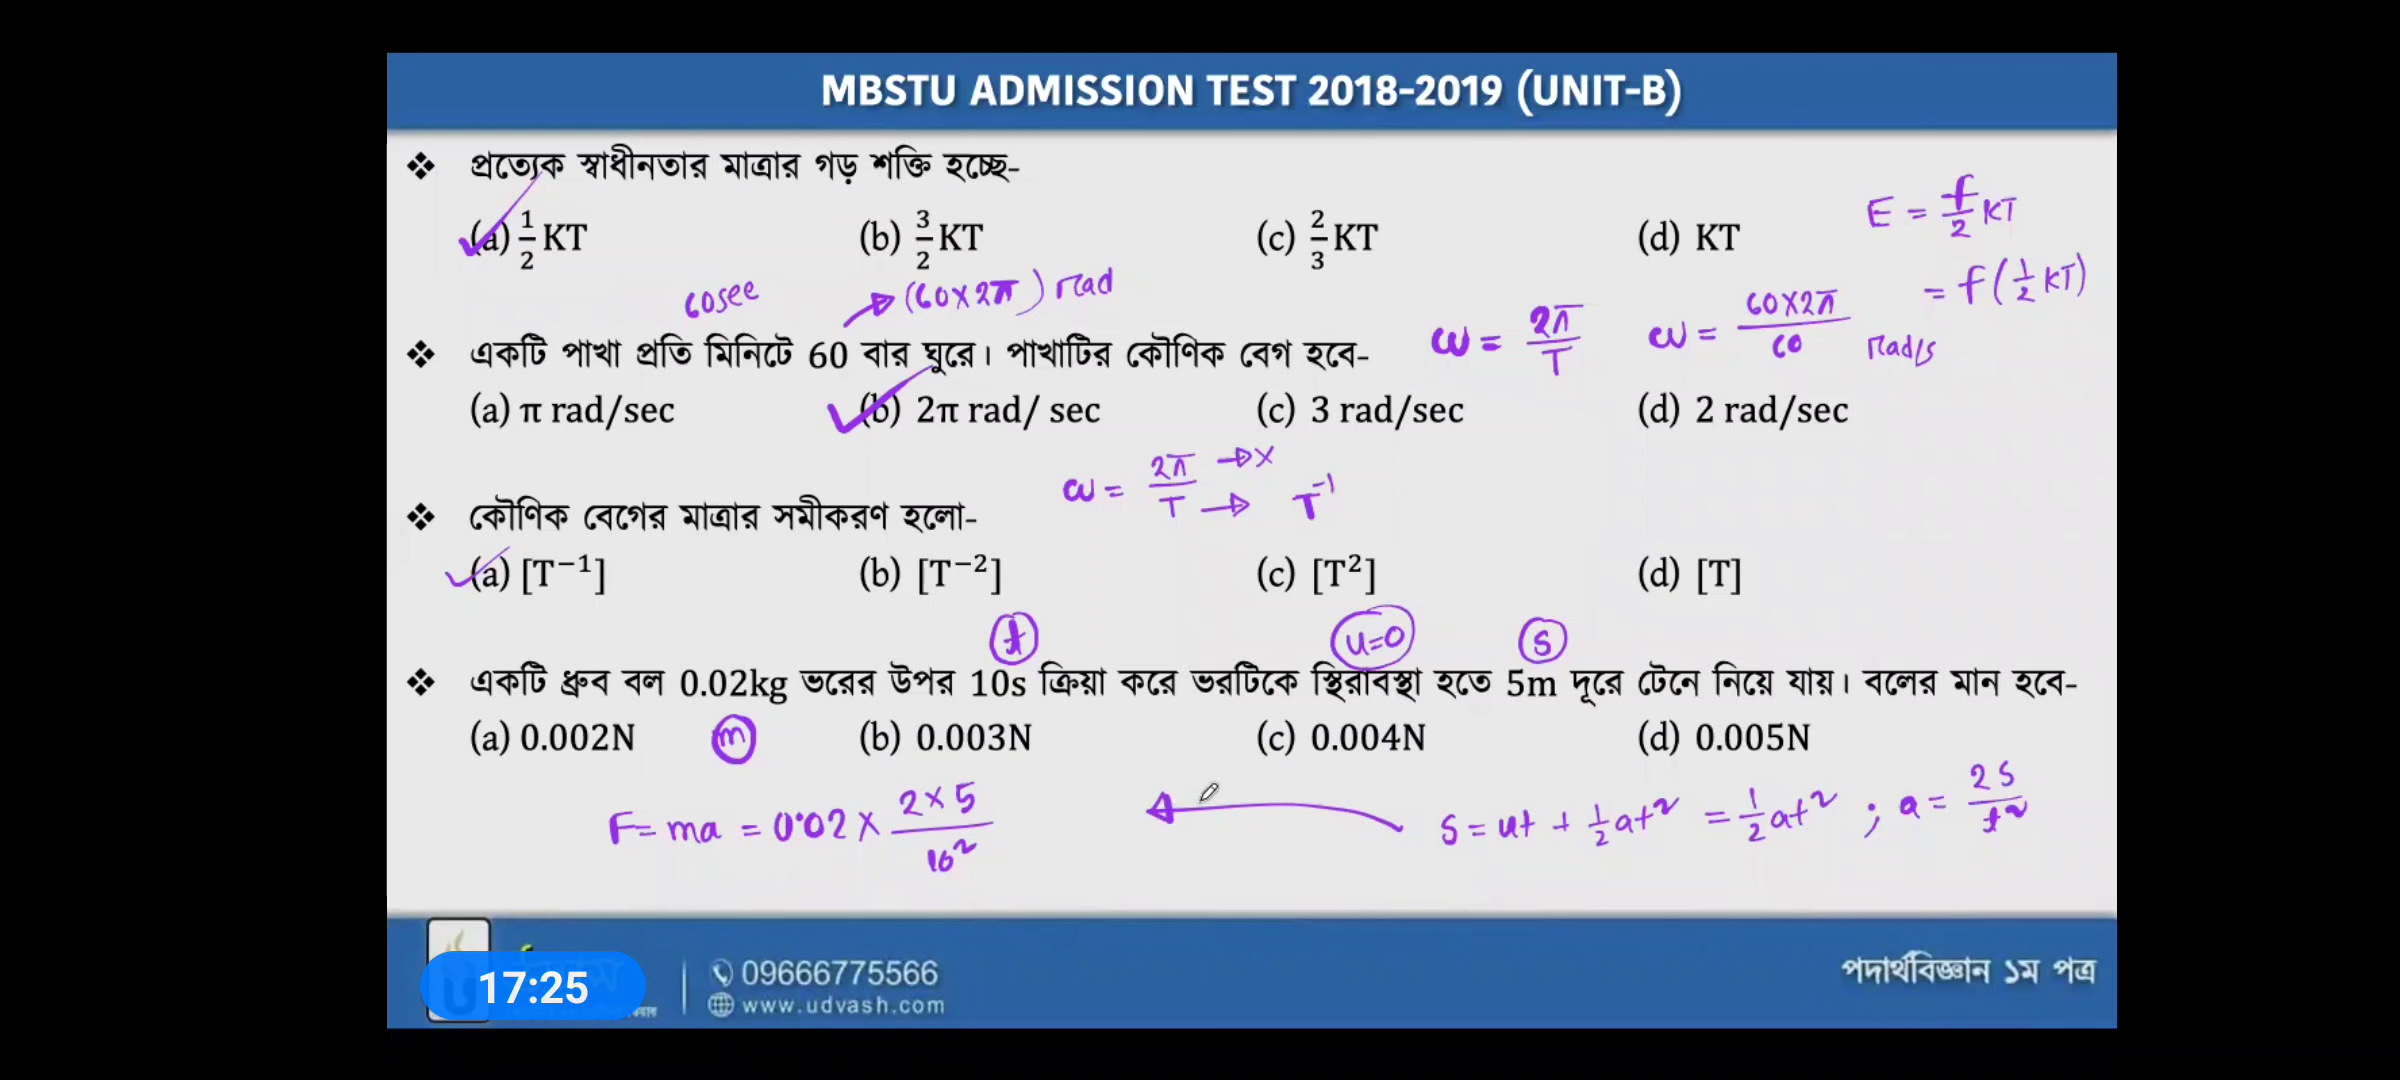 MBSTU ADMISSION TEST 2018-2019 (UNIT-B)
❖ প্রত্যেক স্বাধীনতার মাত্রার গড় শক্তি হচ্ছে-
(a) 1/2 KT (b) 3/2 KT (c) 2/3 KT (d) KT
E = f/2 KT
= f(1/2 KT)
60sec → (60×2π) rad
❖ একটি পাখা প্রতি মিনিটে 60 বার ঘুরে। পাখাটির কৌণিক বেগ হবে-
ω = 2π/T ω = 60×2π/60 rad/s
(a) π rad/sec (b) 2π rad/ sec (c) 3 rad/sec (d) 2 rad/sec
ω = 2π/T → x → T⁻¹
❖ কৌণিক বেগের মাত্রার সমীকরণ হলো-
(a) [T⁻¹] (b) [T⁻²] (c) [T²] (d) [T]
t u=0 s
❖ একটি ধ্রুব বল 0.02kg ভরের উপর 10s ক্রিয়া করে ভরটিকে স্থিরাবস্থা হতে 5m দূরে টেনে নিয়ে যায়। বলের মান হবে-
(a) 0.002N m (b) 0.003N (c) 0.004N (d) 0.005N
F= ma = 0.02 × 2×5/10² ← s = ut + 1/2 at² = 1/2 at² ; a = 2s/t²
17:25
09666775566
www.udvash.com
পদার্থবিজ্ঞান ১ম পত্র